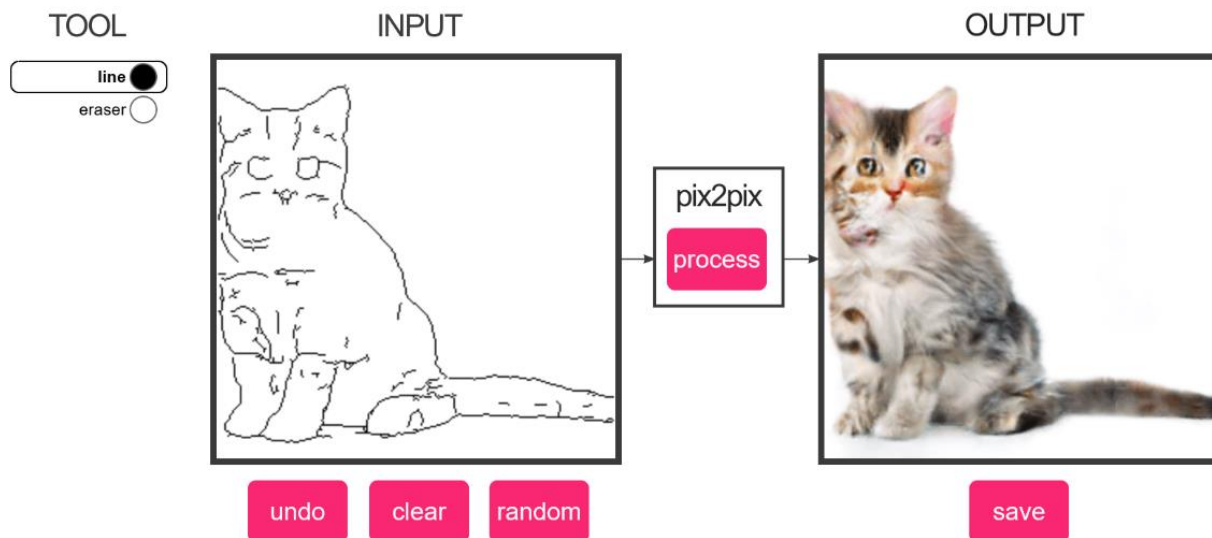 TOOL
INPUT
OUTPUT
line
eraser
pix2pix
process
undo
clear
random
save